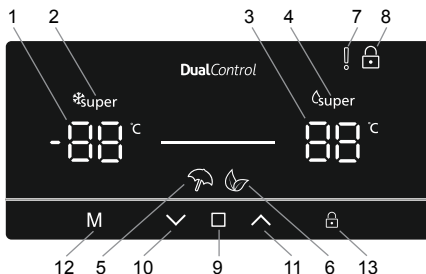 1 2 3 4 7 8
DualControl
super super
-88 °C 88 °C
M
12 5 10 9 11 6 13